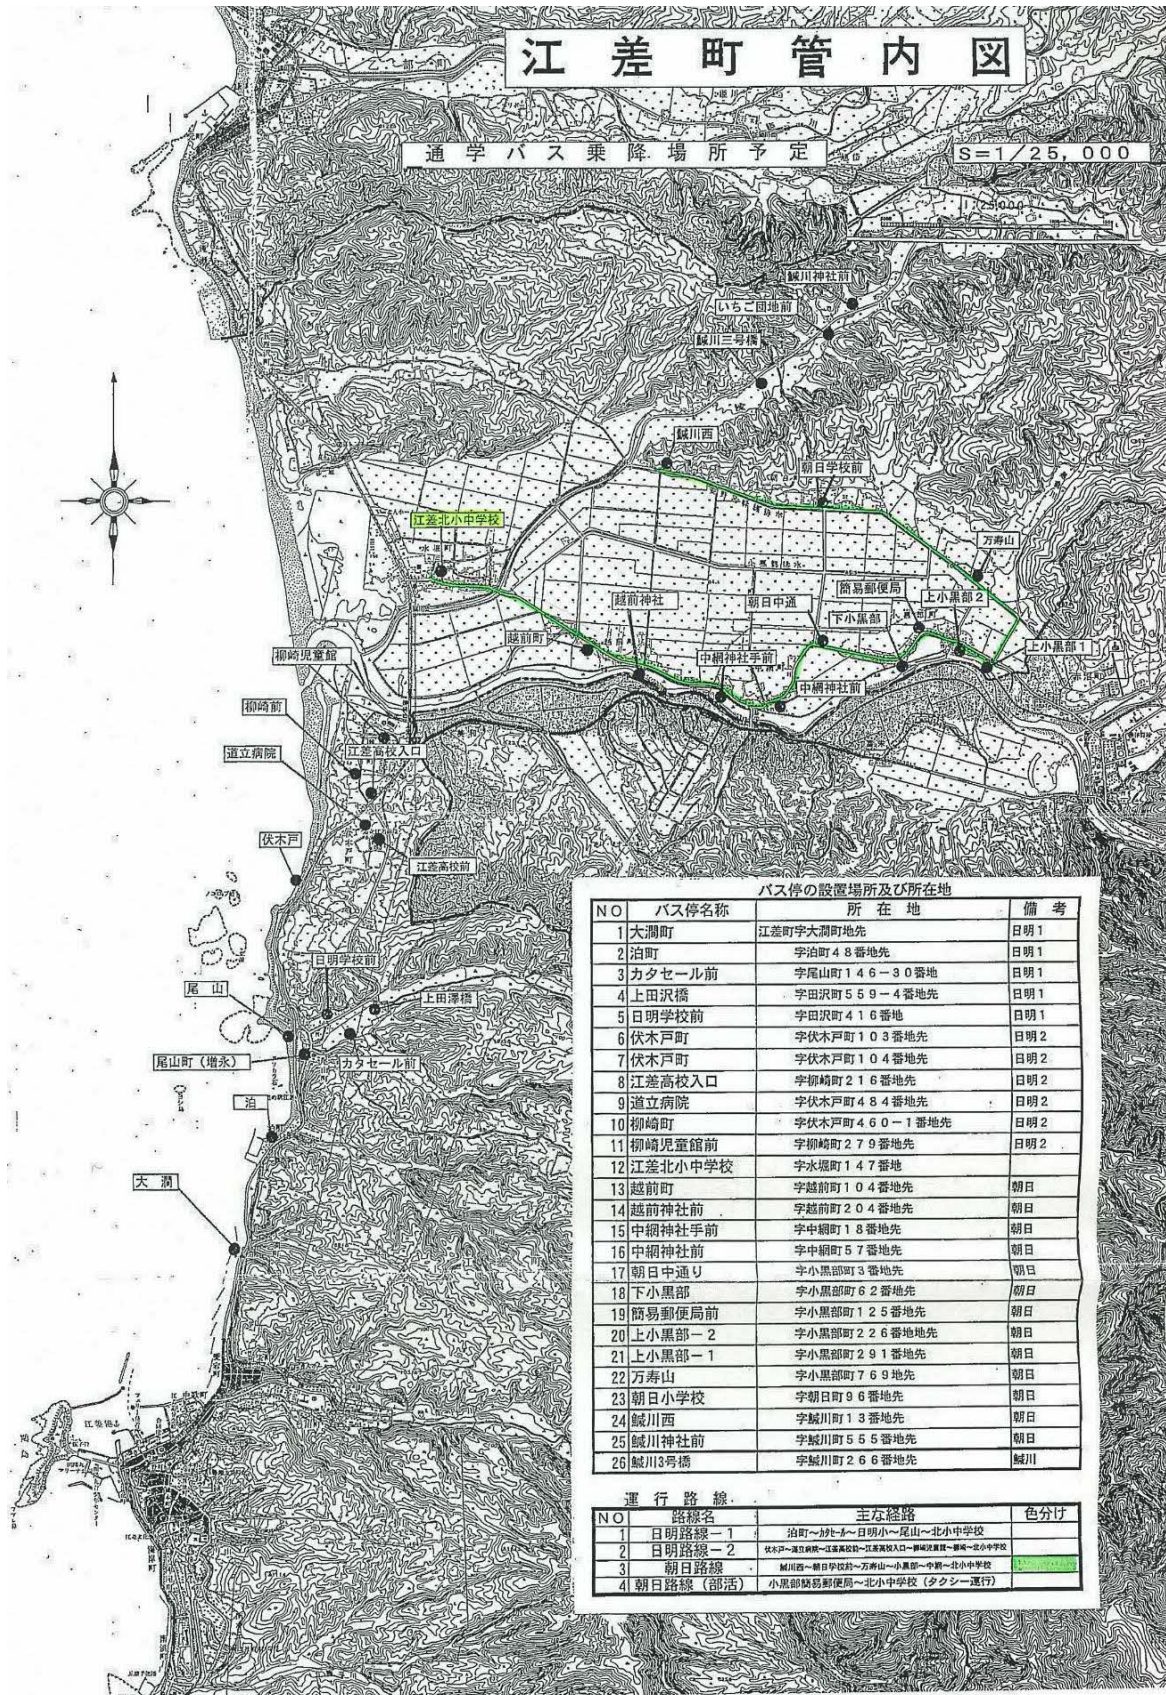 江差町管内図
通学バス乗降場所予定
S=1/25,000
1:25,000
鰔川神社前
いちご団地前
鰔川三号橋
鰔川西
朝日学校前
江差北小中学校
万寿山
簡易郵便局
上小黒部2
越前神社
朝日中通
下小黒部
越前町
上小黒部1
柳崎児童館
中網神社手前
中網神社前
柳崎前
道立病院
江差高校入口
伏木戸
江差高校前
日明学校前
尾山
上田澤橋
尾山町(増永)
カタセール前
泊
大澗
バス停の設置場所及び所在地
NO バス停名称 所在地 備考
1 大澗町 江差町字大澗町地先 日明1
2 泊町 字泊町48番地先 日明1
3 カタセール前 字尾山町146-30番地 日明1
4 上田沢橋 字田沢町559-4番地先 日明1
5 日明学校前 字田沢町416番地 日明1
6 伏木戸町 字伏木戸町103番地先 日明2
7 伏木戸町 字伏木戸町104番地先 日明2
8 江差高校入口 字柳崎町216番地先 日明2
9 道立病院 字伏木戸町484番地先 日明2
10 柳崎町 字伏木戸町460-1番地先 日明2
11 柳崎児童館前 字柳崎町279番地先 日明2
12 江差北小中学校 字水堀町147番地
13 越前町 字越前町104番地先 朝日
14 越前神社前 字越前町204番地先 朝日
15 中網神社手前 字中網町18番地先 朝日
16 中網神社前 字中網町57番地先 朝日
17 朝日中通り 字小黒部町3番地先 朝日
18 下小黒部 字小黒部町62番地先 朝日
19 簡易郵便局前 字小黒部町125番地先 朝日
20 上小黒部-2 字小黒部町226番地地先 朝日
21 上小黒部-1 字小黒部町291番地先 朝日
22 万寿山 字小黒部町769地先 朝日
23 朝日小学校 字朝日町96番地先 朝日
24 鰔川西 字鰔川町13番地先 朝日
25 鰔川神社前 字鰔川町555番地先 朝日
26 鰔川3号橋 字鰔川町266番地先 鰔川
運行路線
NO 路線名 主な経路 色分け
1 日明路線-1 泊町~カタセール~日明小~尾山~北小中学校
2 日明路線-2 伏木戸~道立病院~江差高校前~江差高校入口~柳崎児童館~柳崎~北小中学校
3 朝日路線 鰔川西~朝日学校前~万寿山~小黒部~中網~北小中学校
4 朝日路線(部活) 小黒部簡易郵便局~北小中学校(タクシー運行)